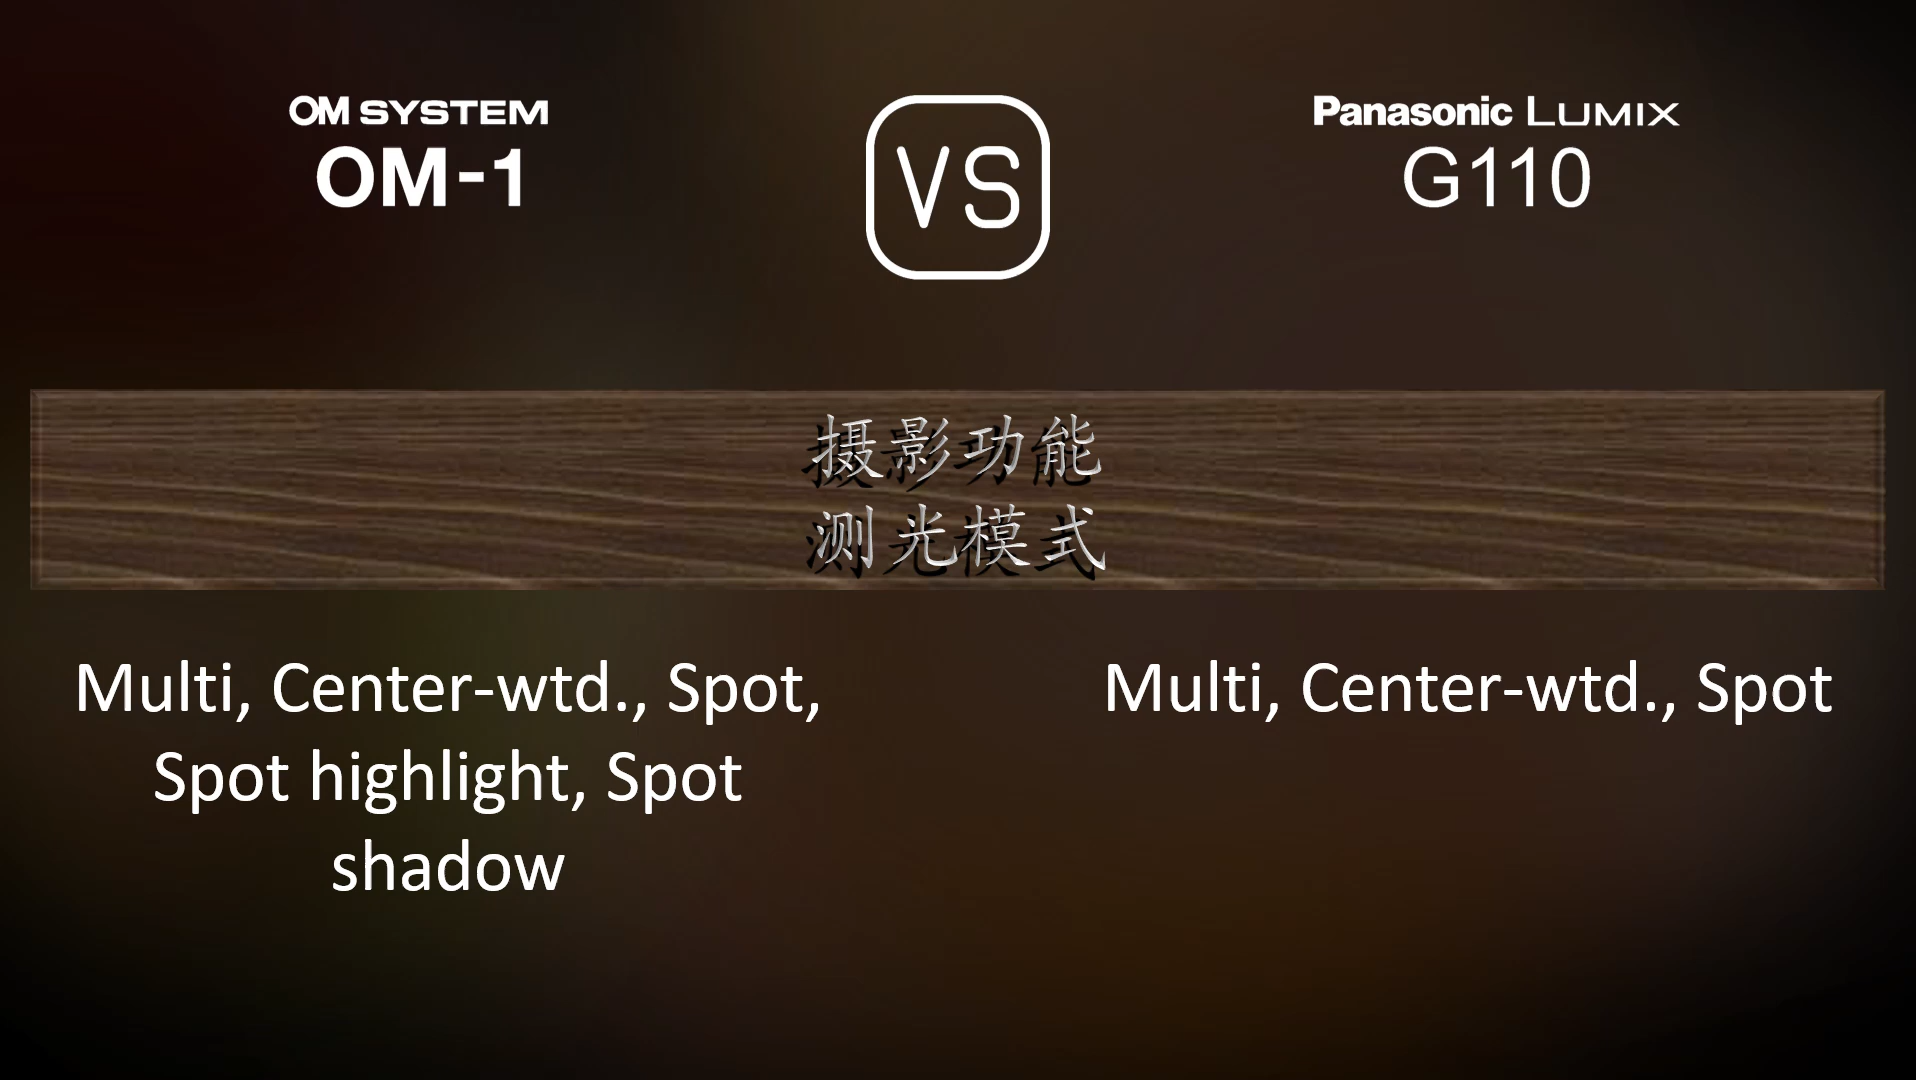 OM SYSTEM
OM-1
VS
Panasonic LUMIX
G110
摄影功能
测光模式
Multi, Center-wtd., Spot,
Spot highlight, Spot
shadow
Multi, Center-wtd., Spot